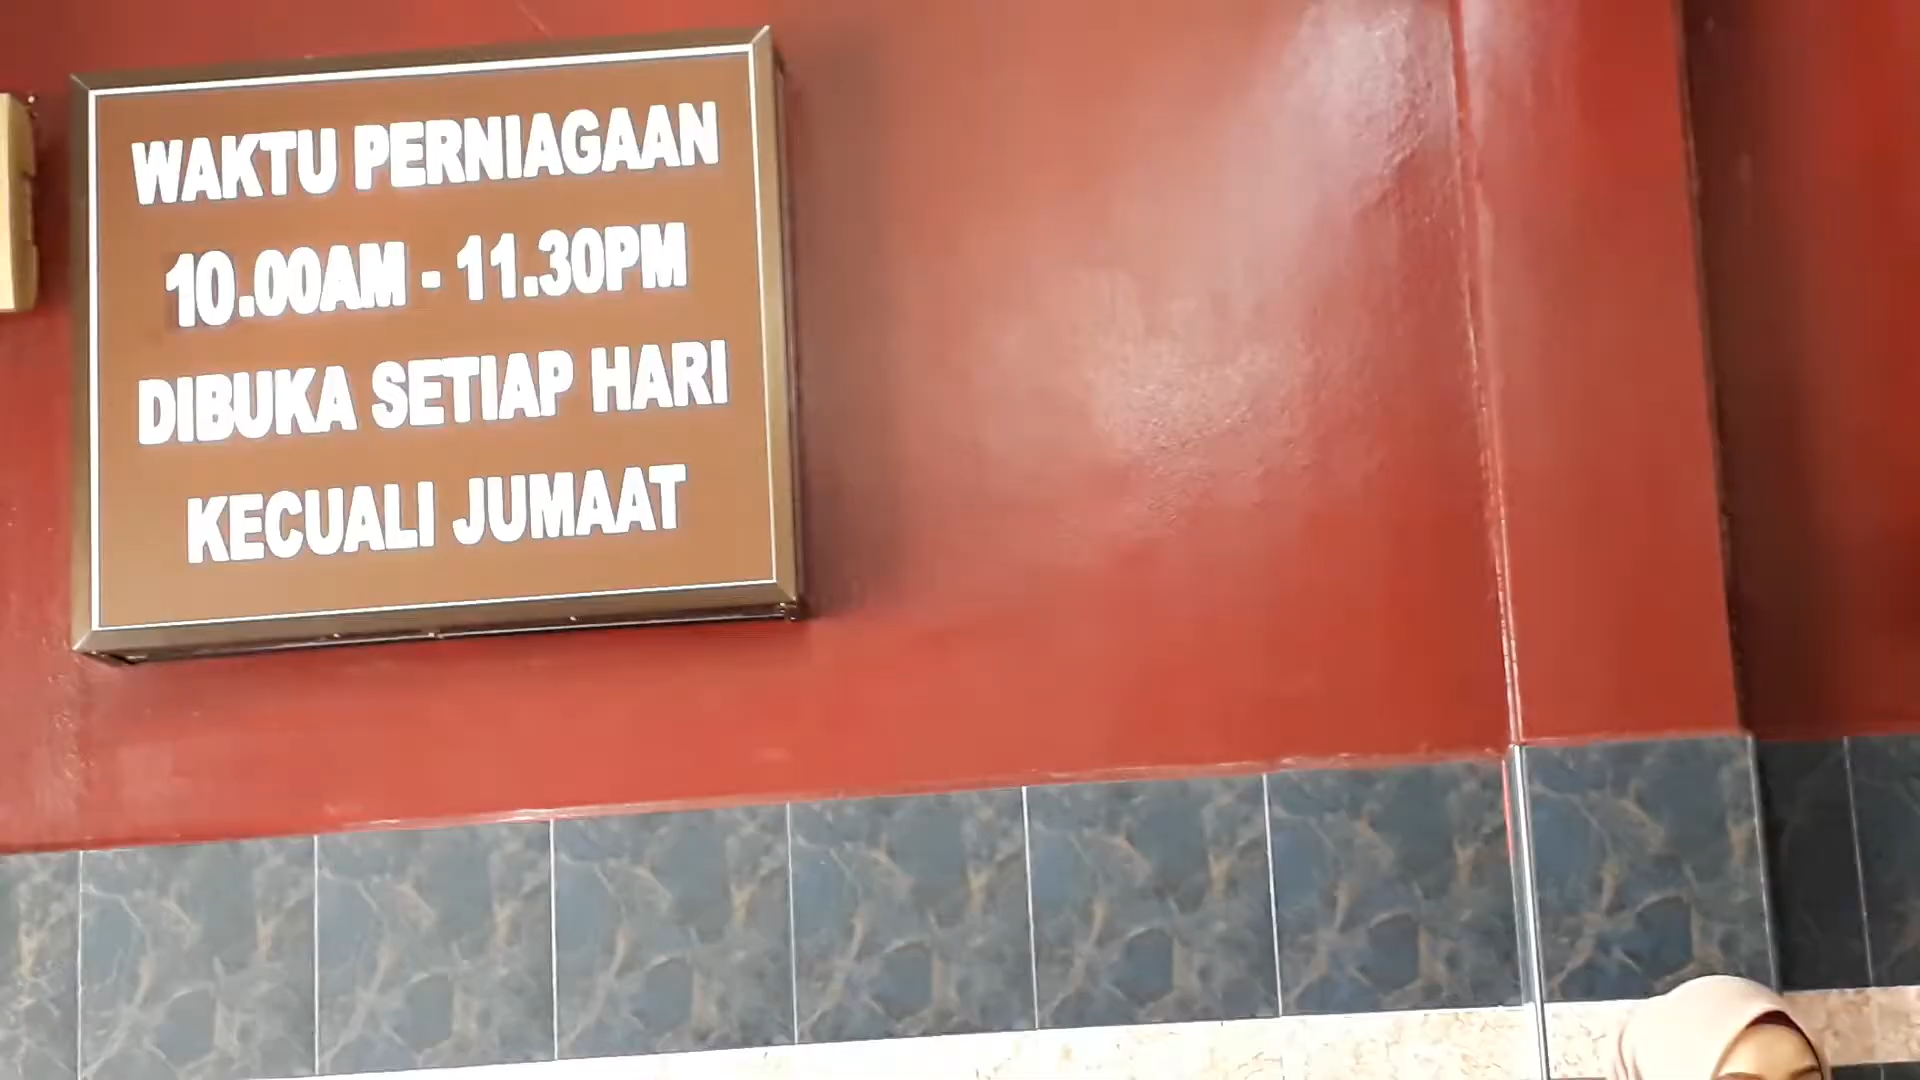 WAKTU PERNIAGAAN
10.00AM - 11.30PM
DIBUKA SETIAP HARI
KECUALI JUMAAT